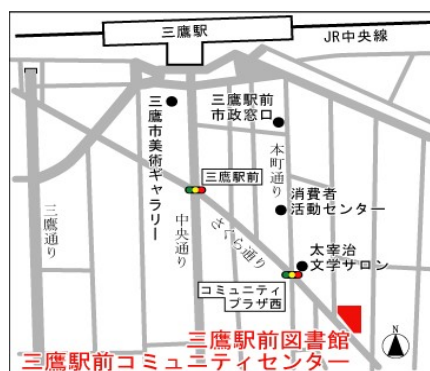 三鷹駅
JR中央線
三鷹市美術ギャラリー
三鷹駅前
市政窓口
本町通り
三鷹駅前
消費者
活動センター
三鷹通り
中央通り
さくら通り
太宰治
文学サロン
コミュニティ
プラザ西
三鷹駅前図書館
三鷹駅前コミュニティセンター
N